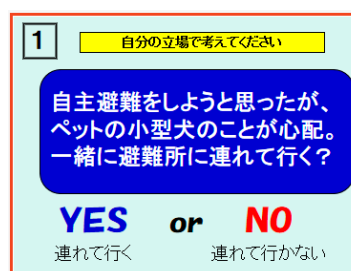 1
自分の立場で考えてください
自主避難をしようと思ったが、
ペットの小型犬のことが心配。
一緒に避難所に連れて行く？
YES or NO
連れて行く 連れて行かない